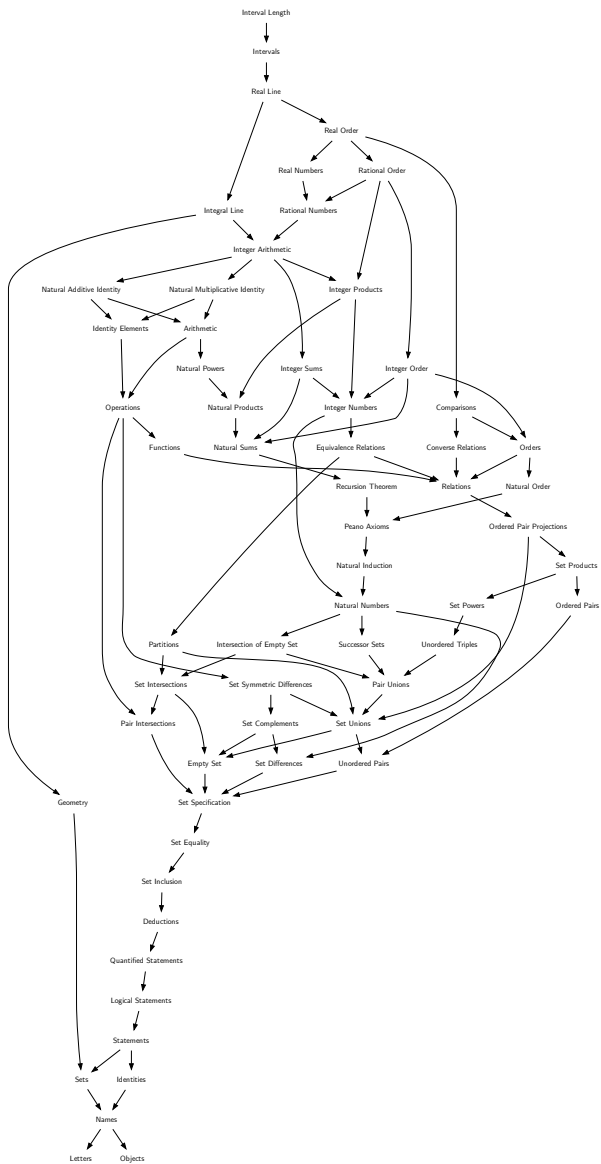 Interval Length
Intervals
Real Line
Real Order
Real Numbers Rational Order
Integral Line Rational Numbers
Integer Arithmetic
Natural Additive Identity Natural Multiplicative Identity Integer Products
Identity Elements Arithmetic
Natural Powers Integer Sums Integer Order
Operations Natural Products Integer Numbers Comparisons
Functions Natural Sums Equivalence Relations Converse Relations Orders
Recursion Theorem Relations Natural Order
Peano Axioms Ordered Pair Projections
Natural Induction Set Products
Natural Numbers Set Powers Ordered Pairs
Partitions Intersection of Empty Set Successor Sets Unordered Triples
Set Intersections Set Symmetric Differences Pair Unions
Pair Intersections Set Complements Set Unions
Empty Set Set Differences Unordered Pairs
Geometry Set Specification
Set Equality
Set Inclusion
Deductions
Quantified Statements
Logical Statements
Statements
Sets Identities
Names
Letters Objects